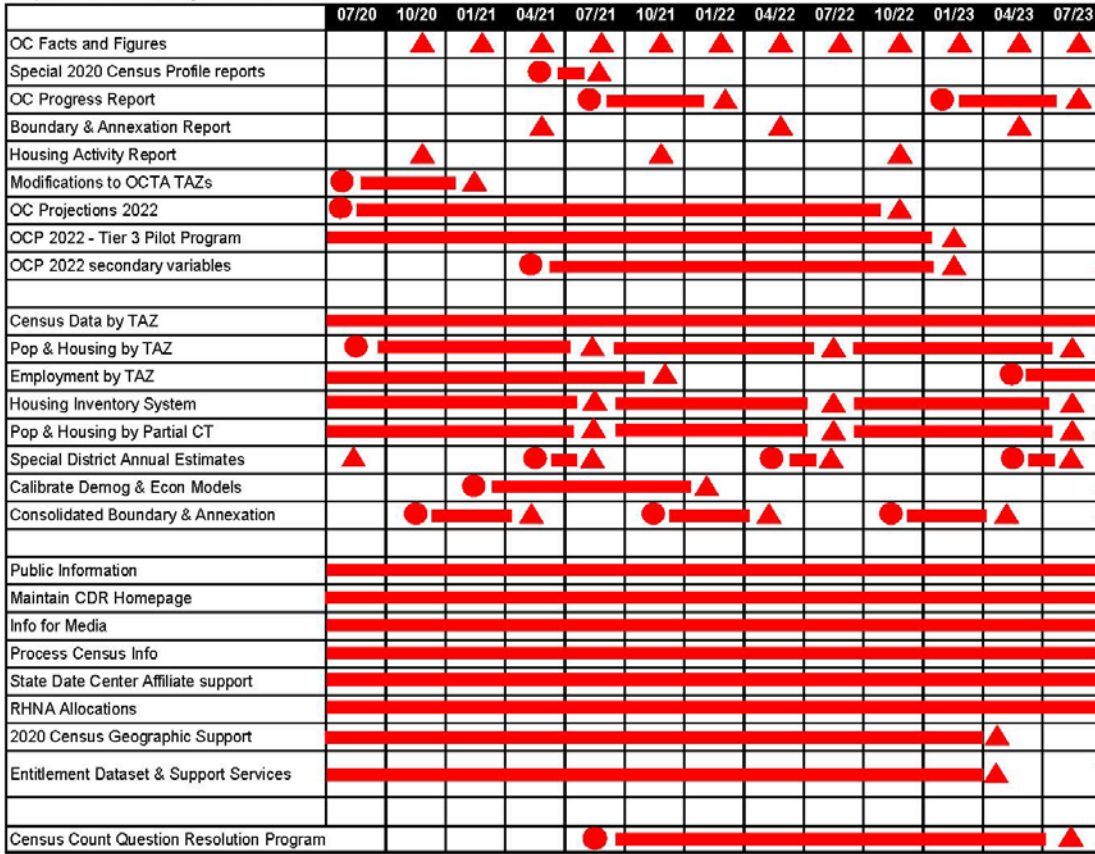 07/20 10/20 01/21 04/21 07/21 10/21 01/22 04/22 07/22 10/22 01/23 04/23 07/23
OC Facts and Figures
Special 2020 Census Profile reports
OC Progress Report
Boundary & Annexation Report
Housing Activity Report
Modifications to OCTA TAZs
OC Projections 2022
OCP 2022 - Tier 3 Pilot Program
OCP 2022 secondary variables
Census Data by TAZ
Pop & Housing by TAZ
Employment by TAZ
Housing Inventory System
Pop & Housing by Partial CT
Special District Annual Estimates
Calibrate Demog & Econ Models
Consolidated Boundary & Annexation
Public Information
Maintain CDR Homepage
Info for Media
Process Census Info
State Date Center Affiliate support
RHNA Allocations
2020 Census Geographic Support
Entitlement Dataset & Support Services
Census Count Question Resolution Program